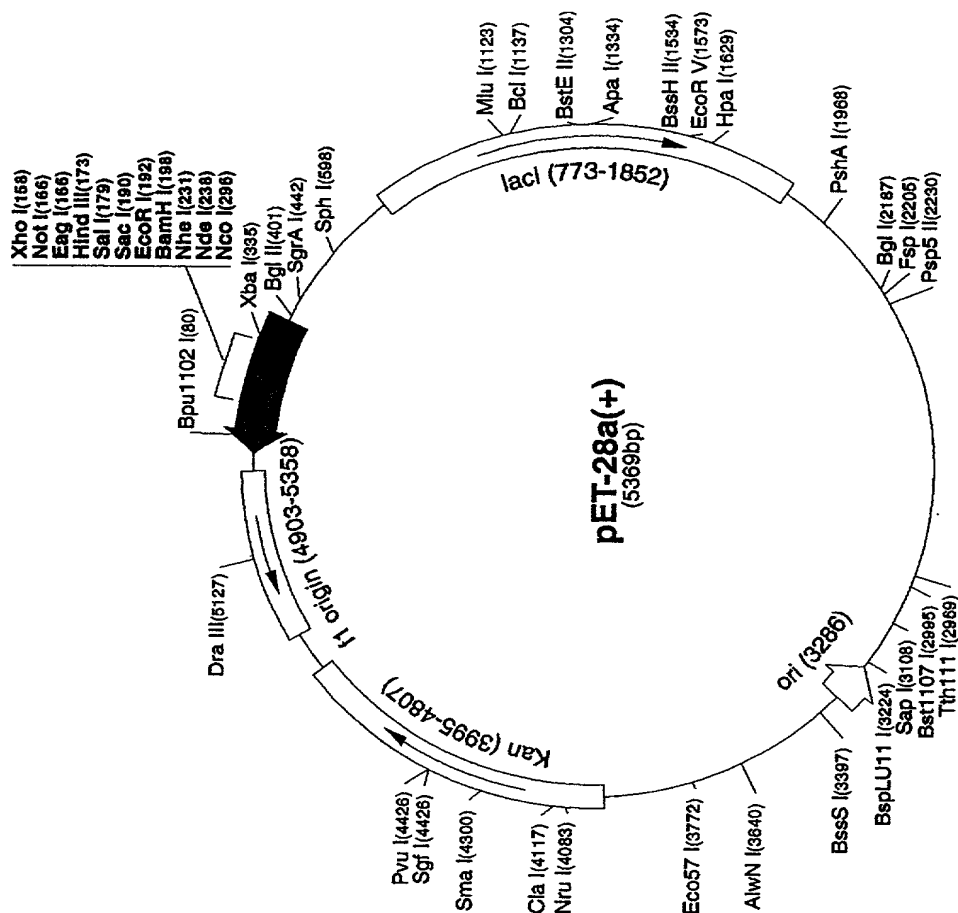 Xho I(158)
Not I(166)
Eag I(166)
Hind III(173)
Sal I(179)
Sac I(190)
EcoR I(192)
BamH I(198)
Nhe I(231)
Nde I(238)
Nco I(296)
Bpu1102 I(80)
Xba I(335)
Bgl II(401)
SgrA I(442)
Sph I(598)
Mlu I(1123)
Bcl I(1137)
BstE II(1304)
Apa I(1334)
BssH II(1534)
EcoR V(1573)
Hpa I(1629)
lacI (773-1852)
PshA I(1968)
Bgl I(2187)
Fsp I(2205)
Psp5 II(2230)
pET-28a(+)
(5369bp)
Dra III(5127)
f1 origin (4903-5358)
Kan (3995-4807)
ori (3286)
Pvu I(4426)
Sgf I(4426)
Sma I(4300)
Cla I(4117)
Nru I(4083)
Eco57 I(3772)
AlwN I(3640)
BssS I(3397)
BspLU11 I(3224)
Sap I(3108)
Bst1107 I(2995)
Tth111 I(2969)